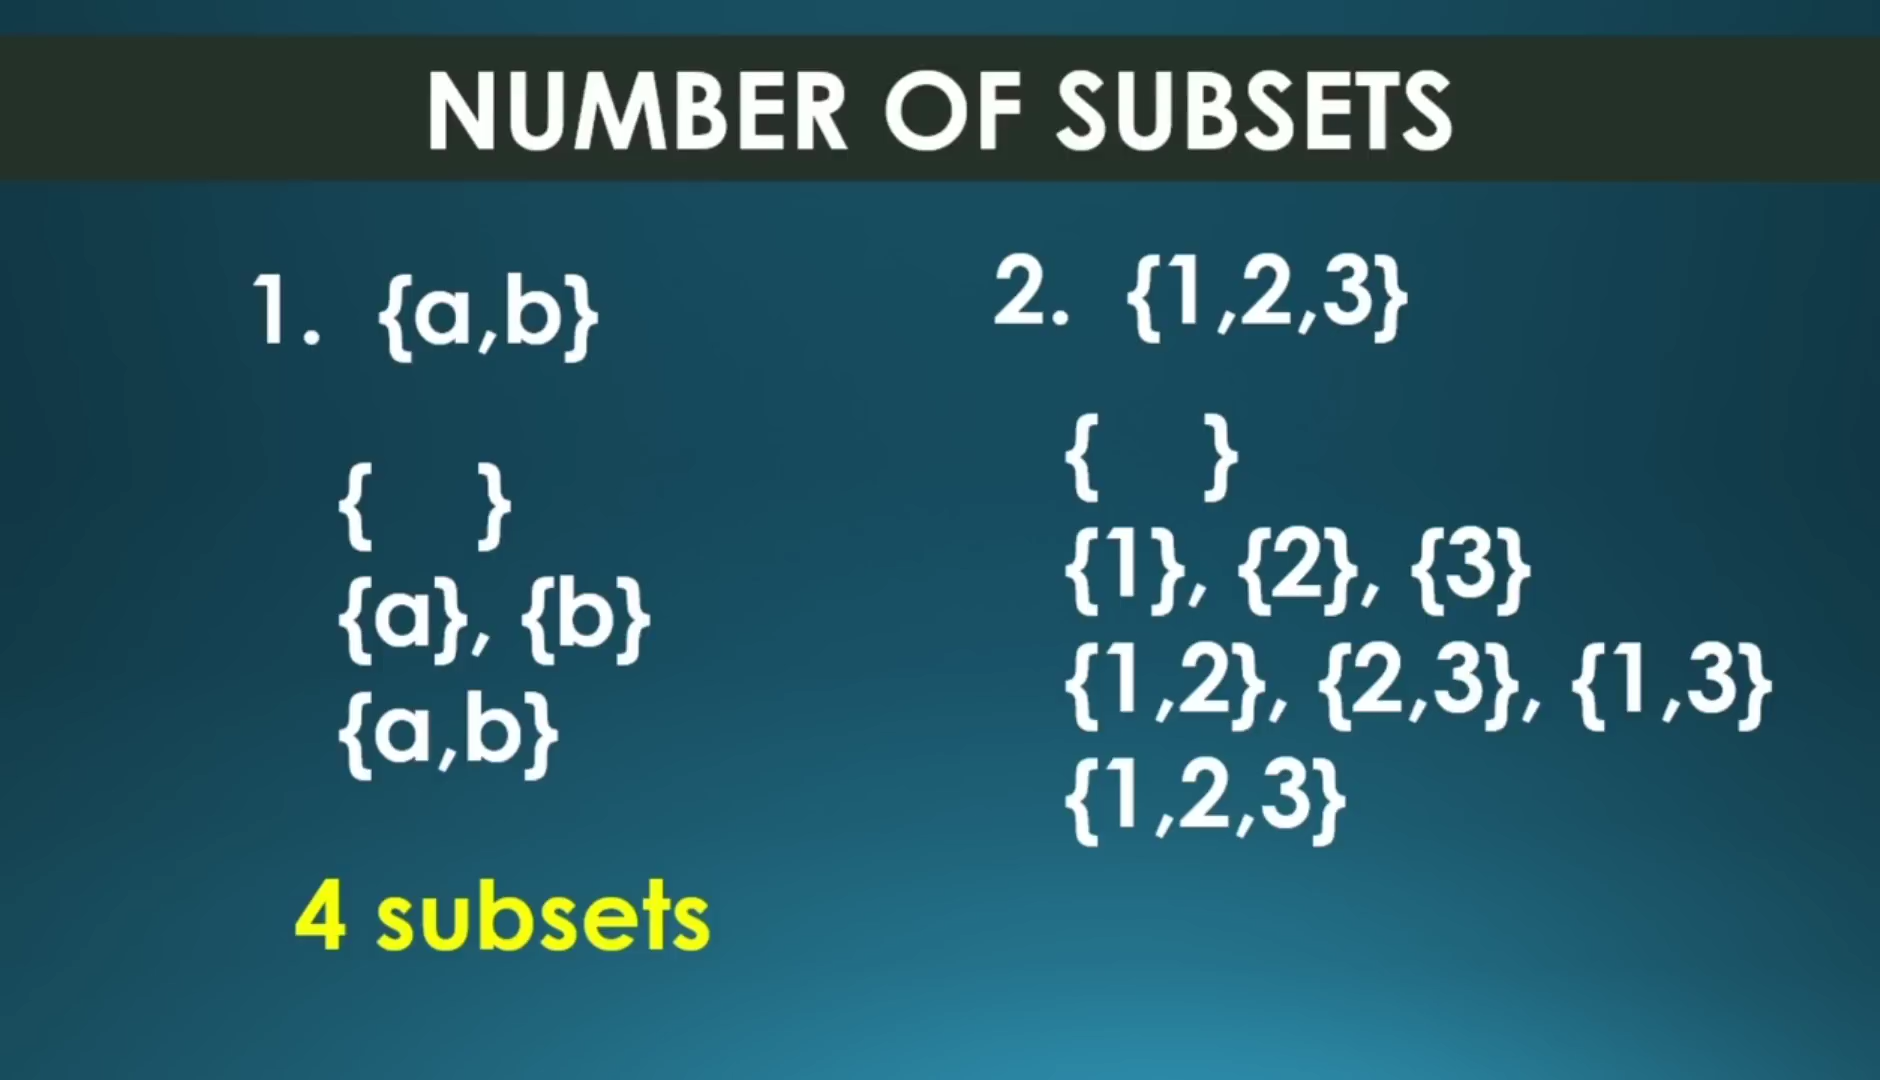 NUMBER OF SUBSETS
1. {a,b}
{ }
{a}, {b}
{a,b}
4 subsets
2. {1,2,3}
{ }
{1}, {2}, {3}
{1,2}, {2,3}, {1,3}
{1,2,3}